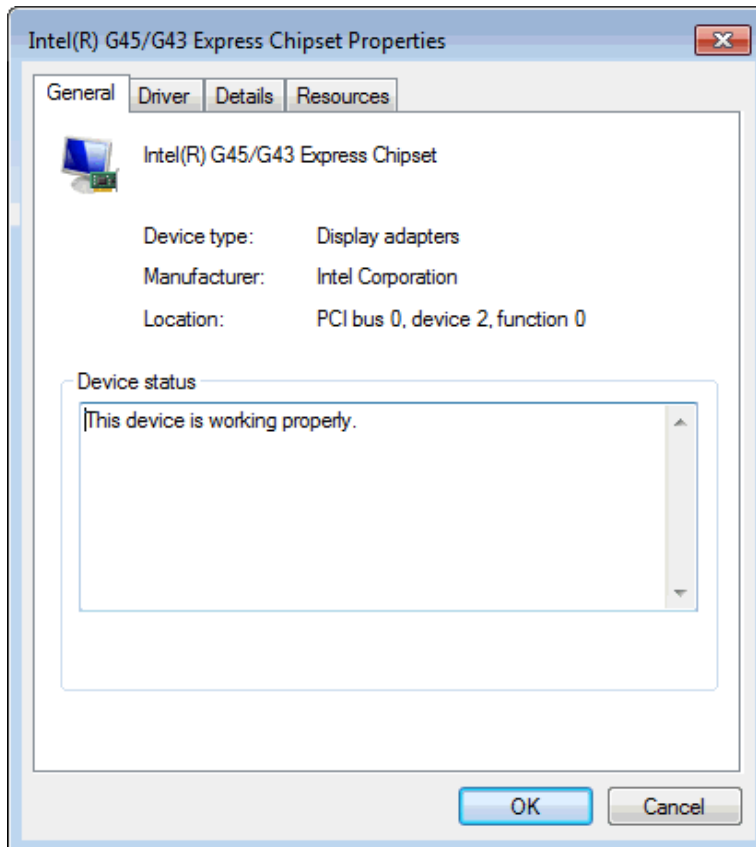 Intel(R) G45/G43 Express Chipset Properties
General Driver Details Resources
Intel(R) G45/G43 Express Chipset
Device type: Display adapters
Manufacturer: Intel Corporation
Location: PCI bus 0, device 2, function 0
Device status
This device is working properly.
OK Cancel